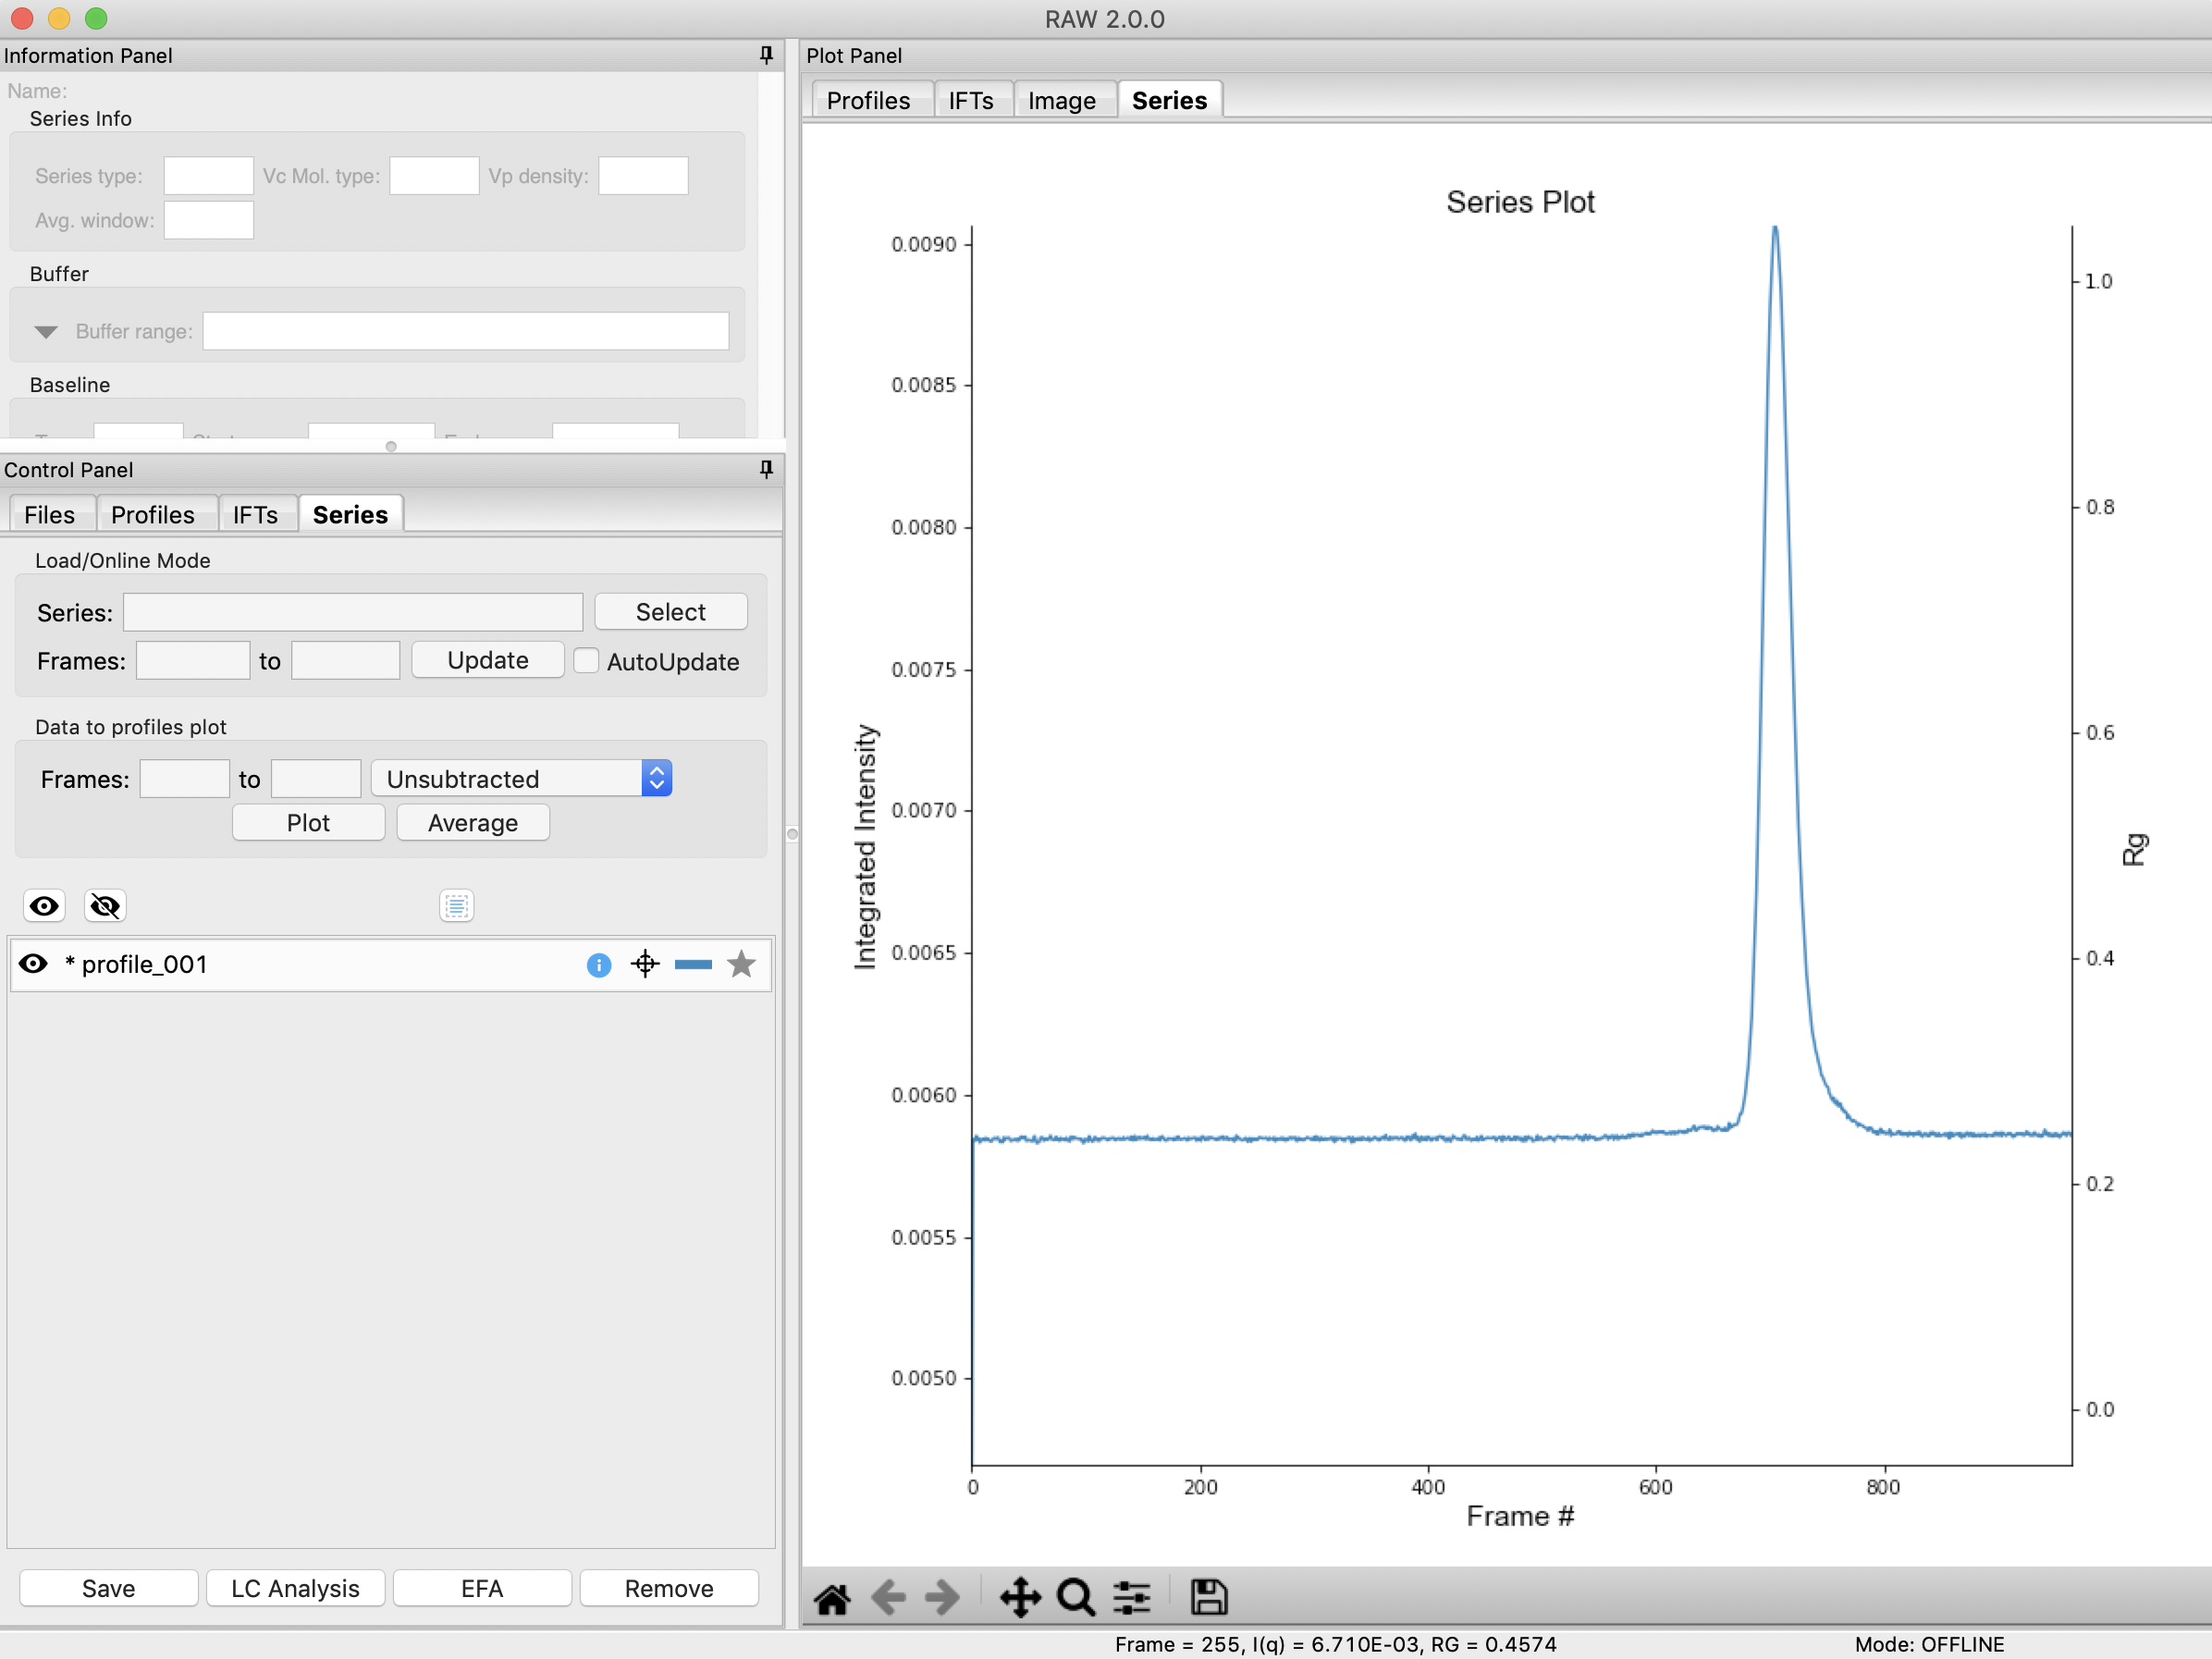 RAW 2.0.0
Information Panel
Name:
Series Info
Series type: Vc Mol. type: Vp density:
Avg. window:
Buffer
Buffer range:
Baseline
Control Panel
Files Profiles IFTs Series
Load/Online Mode
Series: Select
Frames: to Update AutoUpdate
Data to profiles plot
Frames: to Unsubtracted
Plot Average
* profile_001
Save LC Analysis EFA Remove
Plot Panel
Profiles IFTs Image Series
Series Plot
0.0090
0.0085
0.0080
0.0075
0.0070
0.0065
0.0060
0.0055
0.0050
Integrated Intensity
1.0
0.8
0.6
0.4
0.2
0.0
Rg
0 200 400 600 800
Frame #
Frame = 255, I(q) = 6.710E-03, RG = 0.4574 Mode: OFFLINE